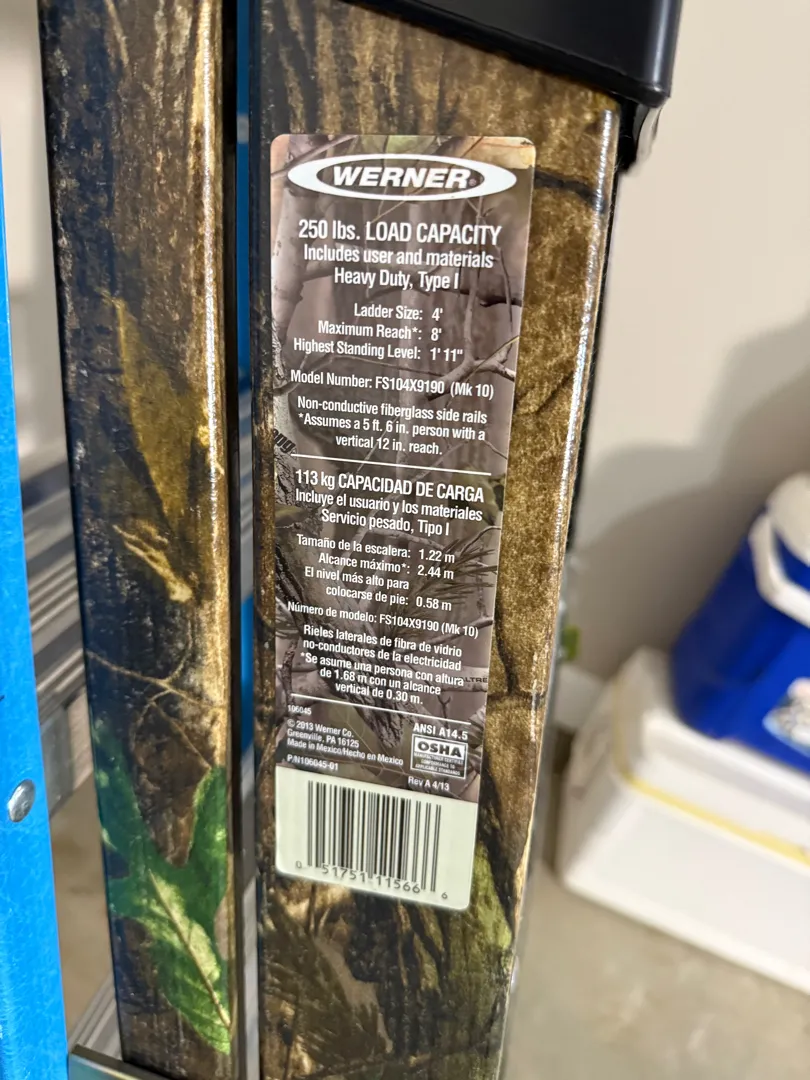 WERNER®
250 lbs. LOAD CAPACITY
Includes user and materials
Heavy Duty, Type I
Ladder Size: 4'
Maximum Reach*: 8'
Highest Standing Level: 1' 11"
Model Number: FS104X9190 (Mk 10)
Non-conductive fiberglass side rails
*Assumes a 5 ft. 6 in. person with a
vertical 12 in. reach.
113 kg CAPACIDAD DE CARGA
Incluye el usuario y los materiales
Servicio pesado, Tipo I
Tamaño de la escalera: 1.22 m
Alcance máximo*: 2.44 m
El nivel más alto para
colocarse de pie: 0.58 m
Número de modelo: FS104X9190 (Mk 10)
Rieles laterales de fibra de vidrio
no-conductores de la electricidad
*Se asume una persona con altura
de 1.68 m con un alcance
vertical de 0.30 m.
106045
© 2013 Werner Co.
Greenville, PA 16125
Made in Mexico/Hecho en Mexico
P/N106045-01
ANSI A14.5
OSHA
MANUFACTURER CERTIFIED
CONFORMANCE TO
APPLICABLE STANDARDS
Rev A 4/13
0 51751 11566 6